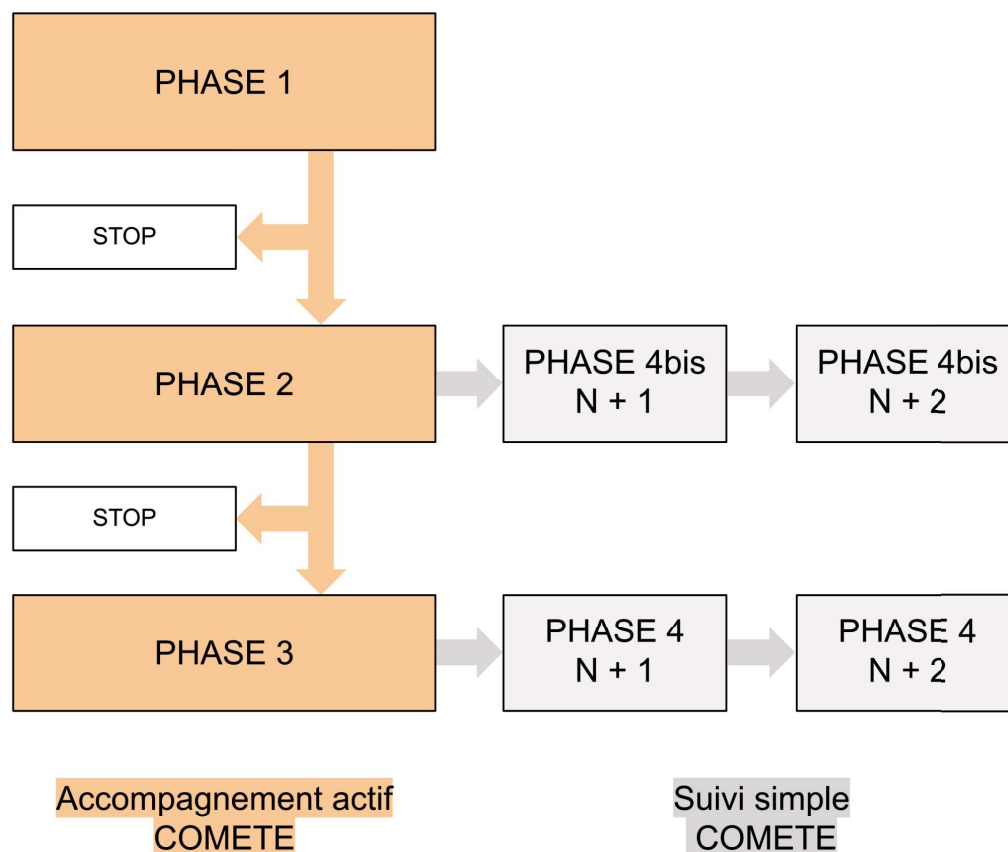 PHASE 1
STOP
PHASE 2
PHASE 4bis
N + 1
PHASE 4bis
N + 2
STOP
PHASE 3
PHASE 4
N + 1
PHASE 4
N + 2
Accompagnement actif
COMETE
Suivi simple
COMETE